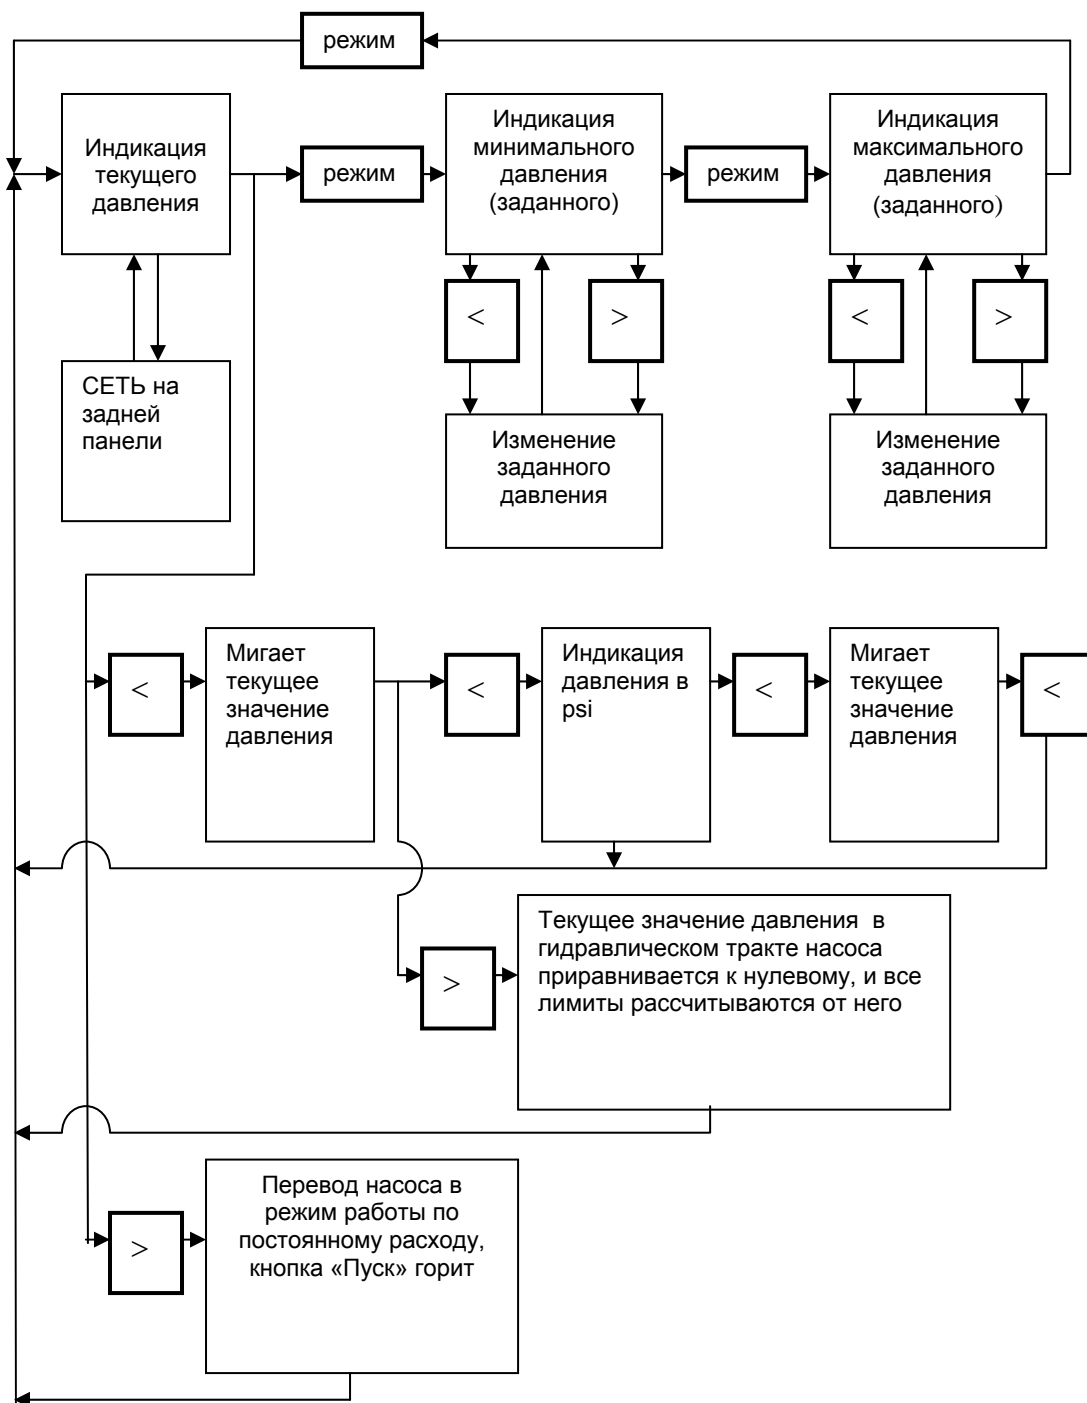 режим
Индикация
текущего
давления
режим
Индикация
минимального
давления
(заданного)
режим
Индикация
максимального
давления
(заданного)
<
>
<
>
СЕТЬ на
задней
панели
Изменение
заданного
давления
Изменение
заданного
давления
<
Мигает
текущее
значение
давления
<
Индикация
давления в
psi
<
Мигает
текущее
значение
давления
<
>
Текущее значение давления в
гидравлическом тракте насоса
приравнивается к нулевому, и все
лимиты рассчитываются от него
>
Перевод насоса в
режим работы по
постоянному расходу,
кнопка «Пуск» горит